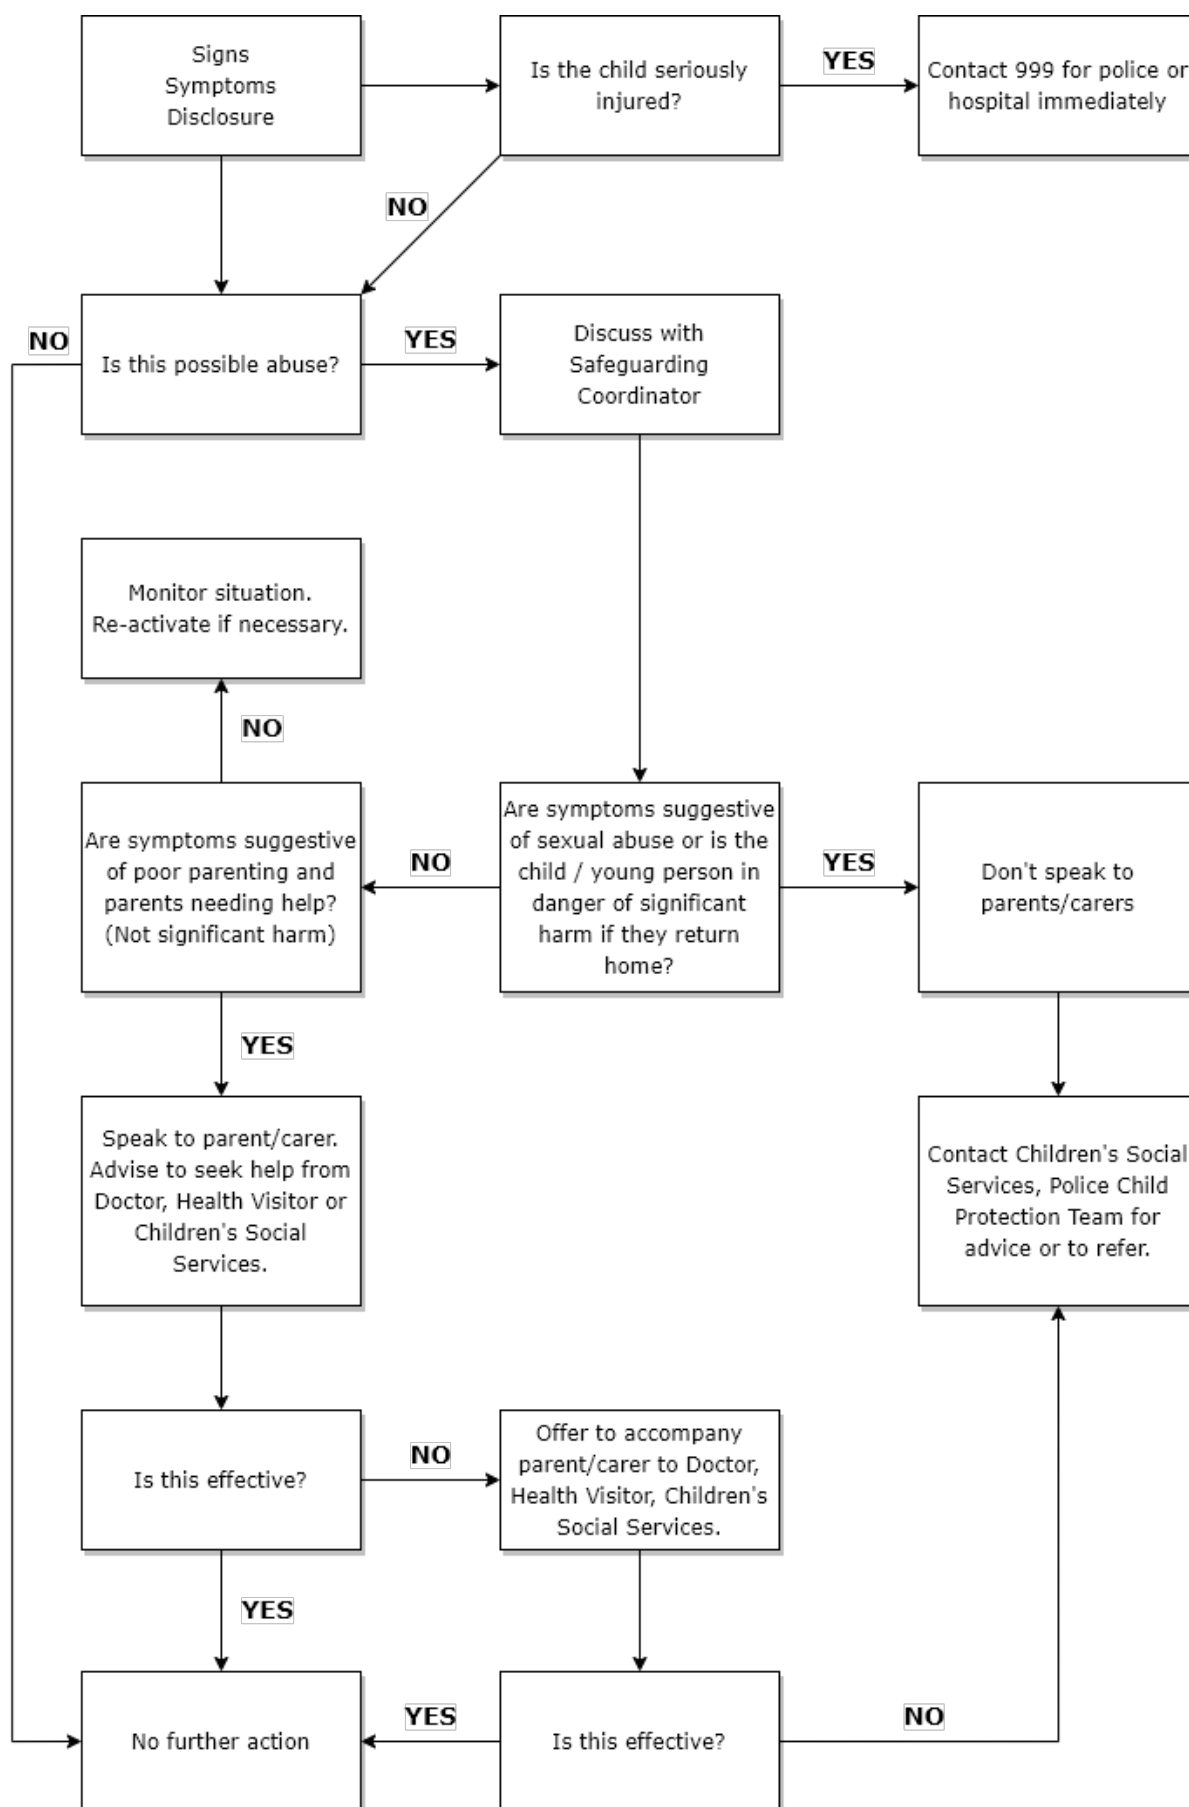 Signs
Symptoms
Disclosure
Is the child seriously
injured?
YES
Contact 999 for police or
hospital immediately
NO
NO
Is this possible abuse?
YES
Discuss with
Safeguarding
Coordinator
Monitor situation.
Re-activate if necessary.
NO
Are symptoms suggestive
of poor parenting and
parents needing help?
(Not significant harm)
NO
Are symptoms suggestive
of sexual abuse or is the
child / young person in
danger of significant
harm if they return
home?
YES
Don't speak to
parents/carers
YES
Speak to parent/carer.
Advise to seek help from
Doctor, Health Visitor or
Children's Social
Services.
Contact Children's Social
Services, Police Child
Protection Team for
advice or to refer.
Is this effective?
NO
Offer to accompany
parent/carer to Doctor,
Health Visitor, Children's
Social Services.
YES
No further action
YES
Is this effective?
NO